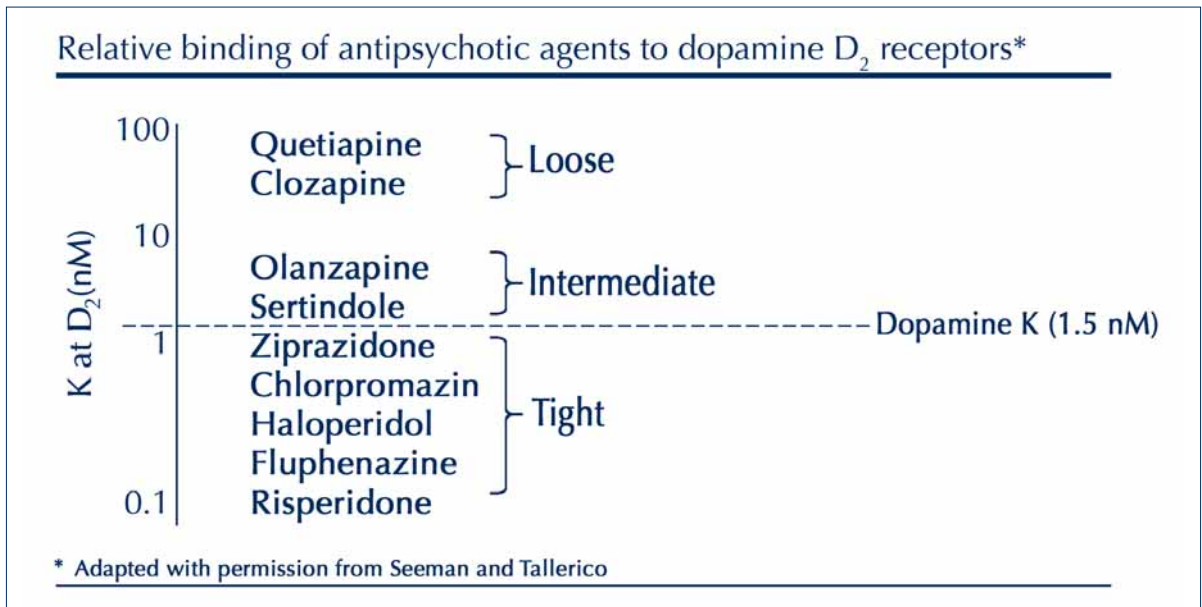 Relative binding of antipsychotic agents to dopamine D₂ receptors*
100
Quetiapine
Clozapine
Loose
10
Olanzapine
Sertindole
Intermediate
Dopamine K (1.5 nM)
1
Ziprazidone
Chlorpromazin
Haloperidol
Fluphenazine
Risperidone
Tight
0.1
K at D₂(nM)
* Adapted with permission from Seeman and Tallerico